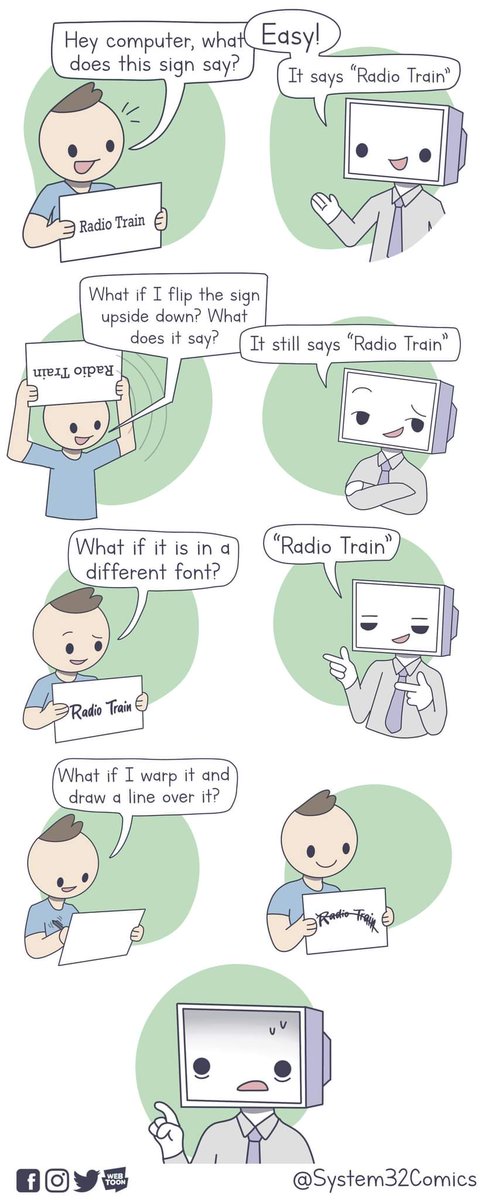 Hey computer, what
does this sign say?
Easy!
It says "Radio Train"
Radio Train
What if I flip the sign
upside down? What
does it say?
It still says "Radio Train"
Radio Train
What if it is in a
different font?
"Radio Train"
Radio Train
What if I warp it and
draw a line over it?
Radio Train
WEB
TOON
@System32Comics